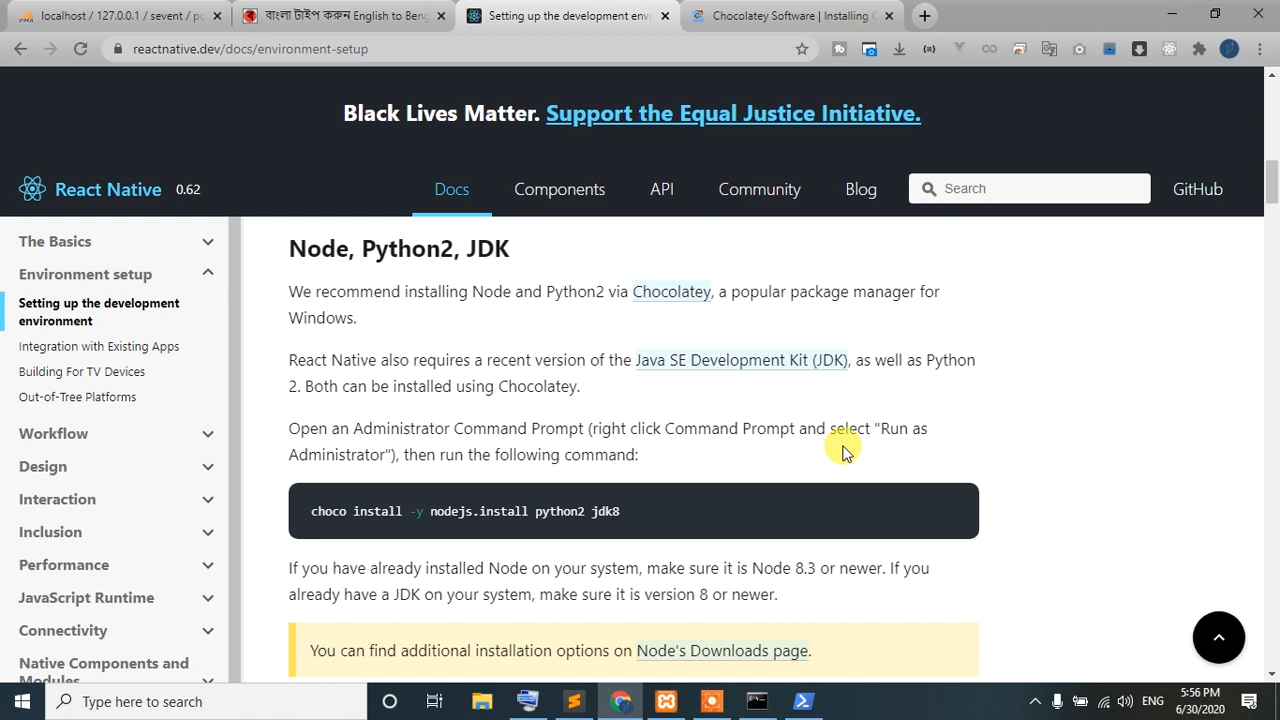 localhost / 127.0.0.1 / sevent / p
বাংলা টাইপ করুন English to Beng
Setting up the development envi
Chocolatey Software | Installing C
reactnative.dev/docs/environment-setup
Black Lives Matter. Support the Equal Justice Initiative.
React Native 0.62
Docs
Components
API
Community
Blog
Search
GitHub
The Basics
Environment setup
Setting up the development
environment
Integration with Existing Apps
Building For TV Devices
Out-of-Tree Platforms
Workflow
Design
Interaction
Inclusion
Performance
JavaScript Runtime
Connectivity
Native Components and
Modules
Node, Python2, JDK
We recommend installing Node and Python2 via Chocolatey, a popular package manager for
Windows.
React Native also requires a recent version of the Java SE Development Kit (JDK), as well as Python
2. Both can be installed using Chocolatey.
Open an Administrator Command Prompt (right click Command Prompt and select "Run as
Administrator"), then run the following command:
choco install -y nodejs.install python2 jdk8
If you have already installed Node on your system, make sure it is Node 8.3 or newer. If you
already have a JDK on your system, make sure it is version 8 or newer.
You can find additional installation options on Node's Downloads page.
Type here to search
ENG
5:56 PM
6/30/2020